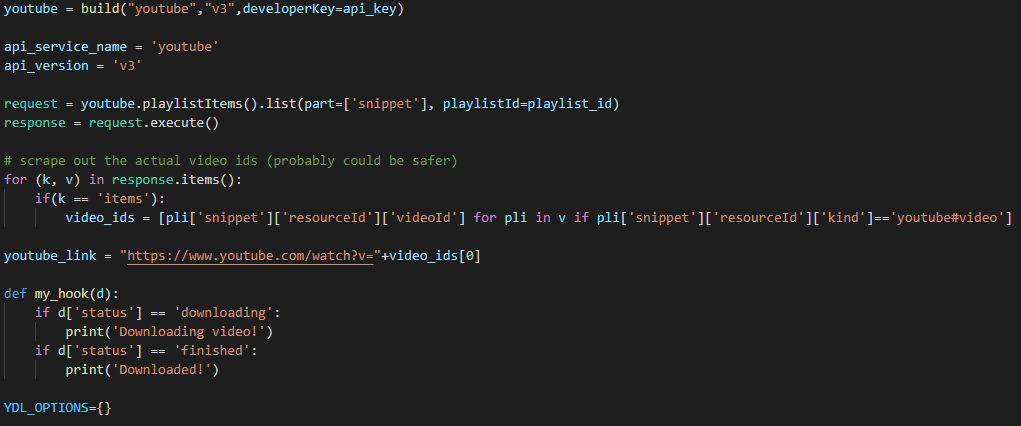 youtube = build("youtube","v3",developerKey=api_key)
api_service_name = 'youtube'
api_version = 'v3'
request = youtube.playlistItems().list(part=['snippet'], playlistId=playlist_id)
response = request.execute()
# scrape out the actual video ids (probably could be safer)
for (k, v) in response.items():
    if(k == 'items'):
        video_ids = [pli['snippet']['resourceId']['videoId'] for pli in v if pli['snippet']['resourceId']['kind']=='youtube#video']
youtube_link = "https://www.youtube.com/watch?v="+video_ids[0]
def my_hook(d):
    if d['status'] == 'downloading':
        print('Downloading video!')
    if d['status'] == 'finished':
        print('Downloaded!')
YDL_OPTIONS={}